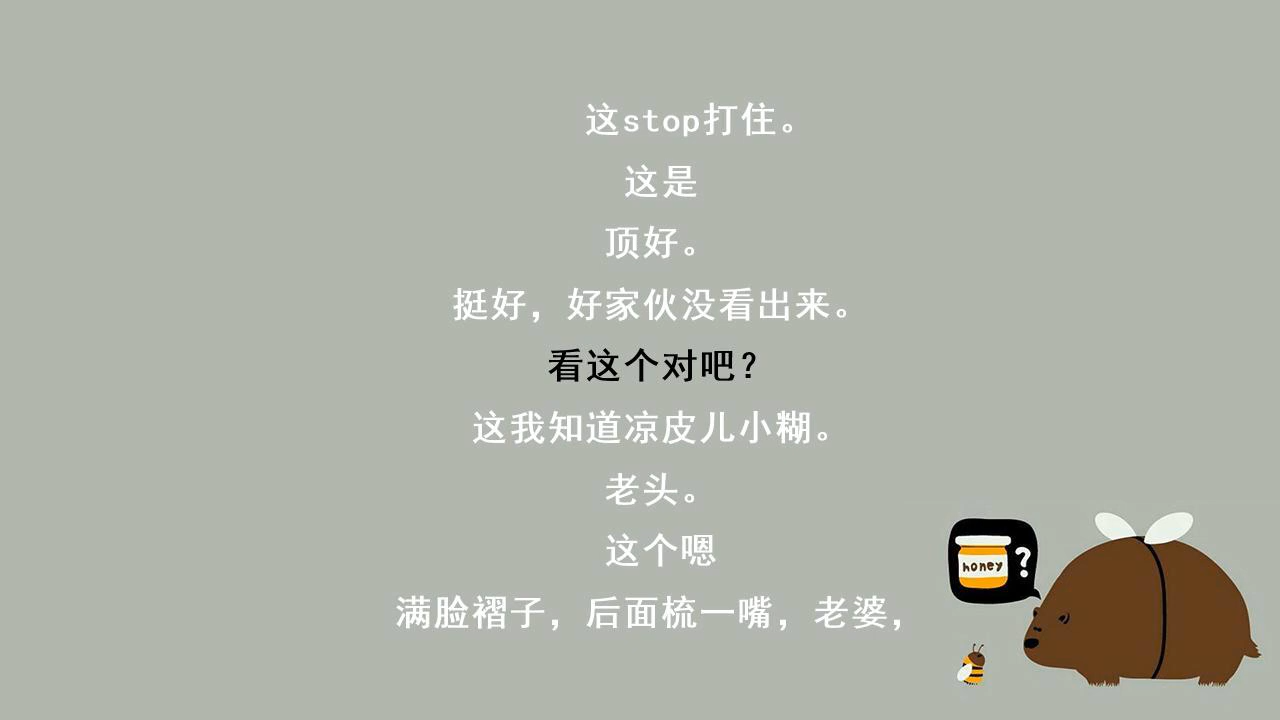 这stop打住。
这是
顶好。
挺好，好家伙没看出来。
看这个对吧？
这我知道凉皮儿小糊。
老头。
这个嗯
满脸褶子，后面梳一嘴，老婆，
honey ?